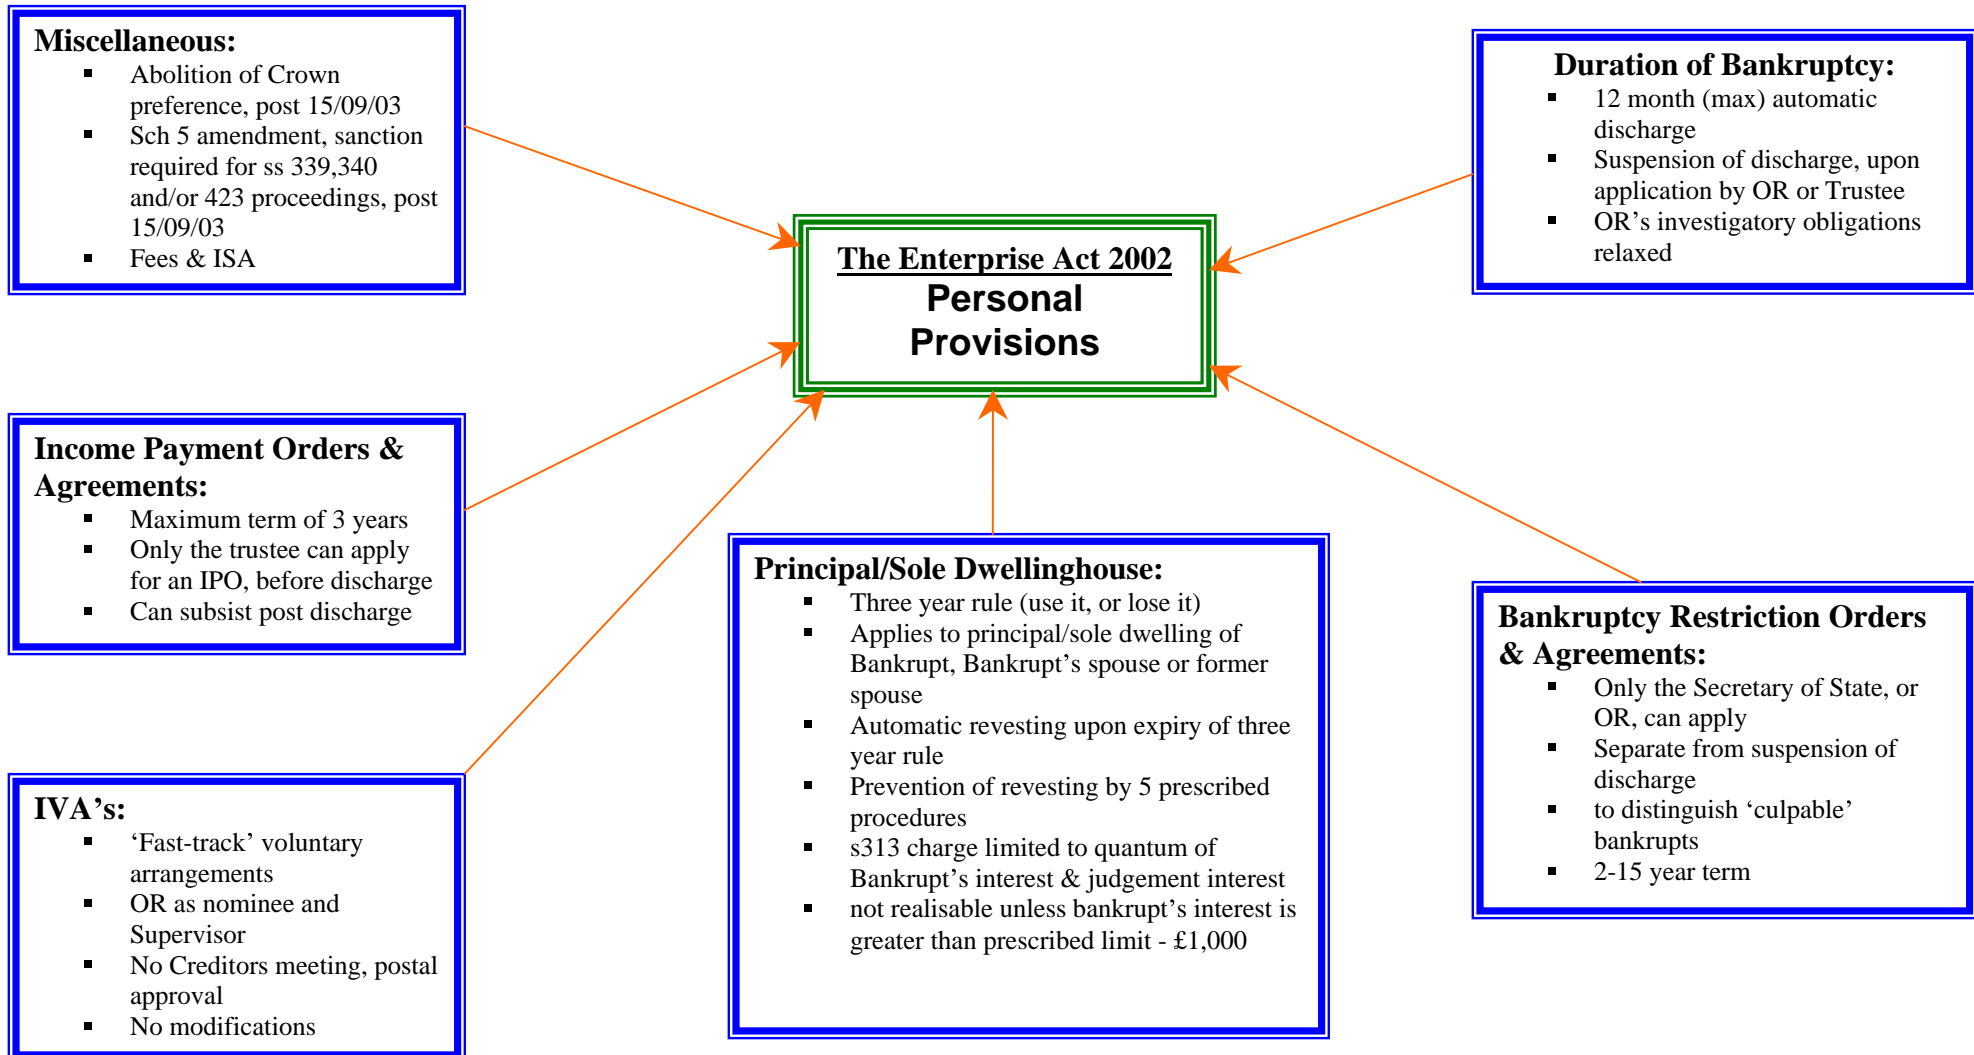 Miscellaneous:
▪ Abolition of Crown
preference, post 15/09/03
▪ Sch 5 amendment, sanction
required for ss 339,340
and/or 423 proceedings, post
15/09/03
▪ Fees & ISA
Duration of Bankruptcy:
▪ 12 month (max) automatic
discharge
▪ Suspension of discharge, upon
application by OR or Trustee
▪ OR’s investigatory obligations
relaxed
The Enterprise Act 2002
Personal
Provisions
Income Payment Orders &
Agreements:
▪ Maximum term of 3 years
▪ Only the trustee can apply
for an IPO, before discharge
▪ Can subsist post discharge
Principal/Sole Dwellinghouse:
▪ Three year rule (use it, or lose it)
▪ Applies to principal/sole dwelling of
Bankrupt, Bankrupt’s spouse or former
spouse
▪ Automatic revesting upon expiry of three
year rule
▪ Prevention of revesting by 5 prescribed
procedures
▪ s313 charge limited to quantum of
Bankrupt’s interest & judgement interest
▪ not realisable unless bankrupt’s interest is
greater than prescribed limit - £1,000
Bankruptcy Restriction Orders
& Agreements:
▪ Only the Secretary of State, or
OR, can apply
▪ Separate from suspension of
discharge
▪ to distinguish ‘culpable’
bankrupts
▪ 2-15 year term
IVA’s:
▪ ‘Fast-track’ voluntary
arrangements
▪ OR as nominee and
Supervisor
▪ No Creditors meeting, postal
approval
▪ No modifications